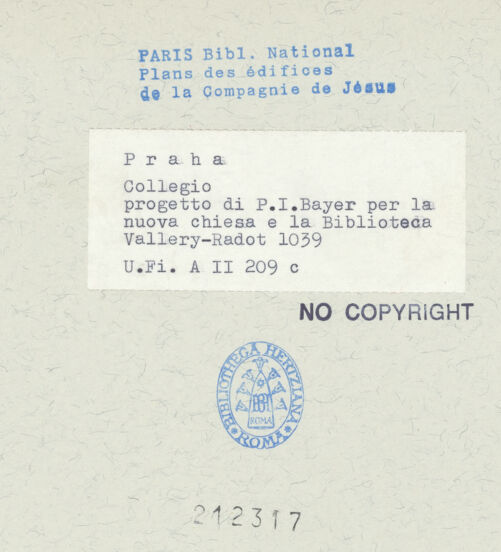 PARIS Bibl. National
Plans des édifices
de la Compagnie de Jésus
P r a h a
Collegio
progetto di P.I.Bayer per la
nuova chiesa e la Biblioteca
Vallery-Radot 1039
U.Fi. A II 209 c
NO COPYRIGHT
BIBLIOTHECA HERTZIANA
ROMA
ROMA
212317